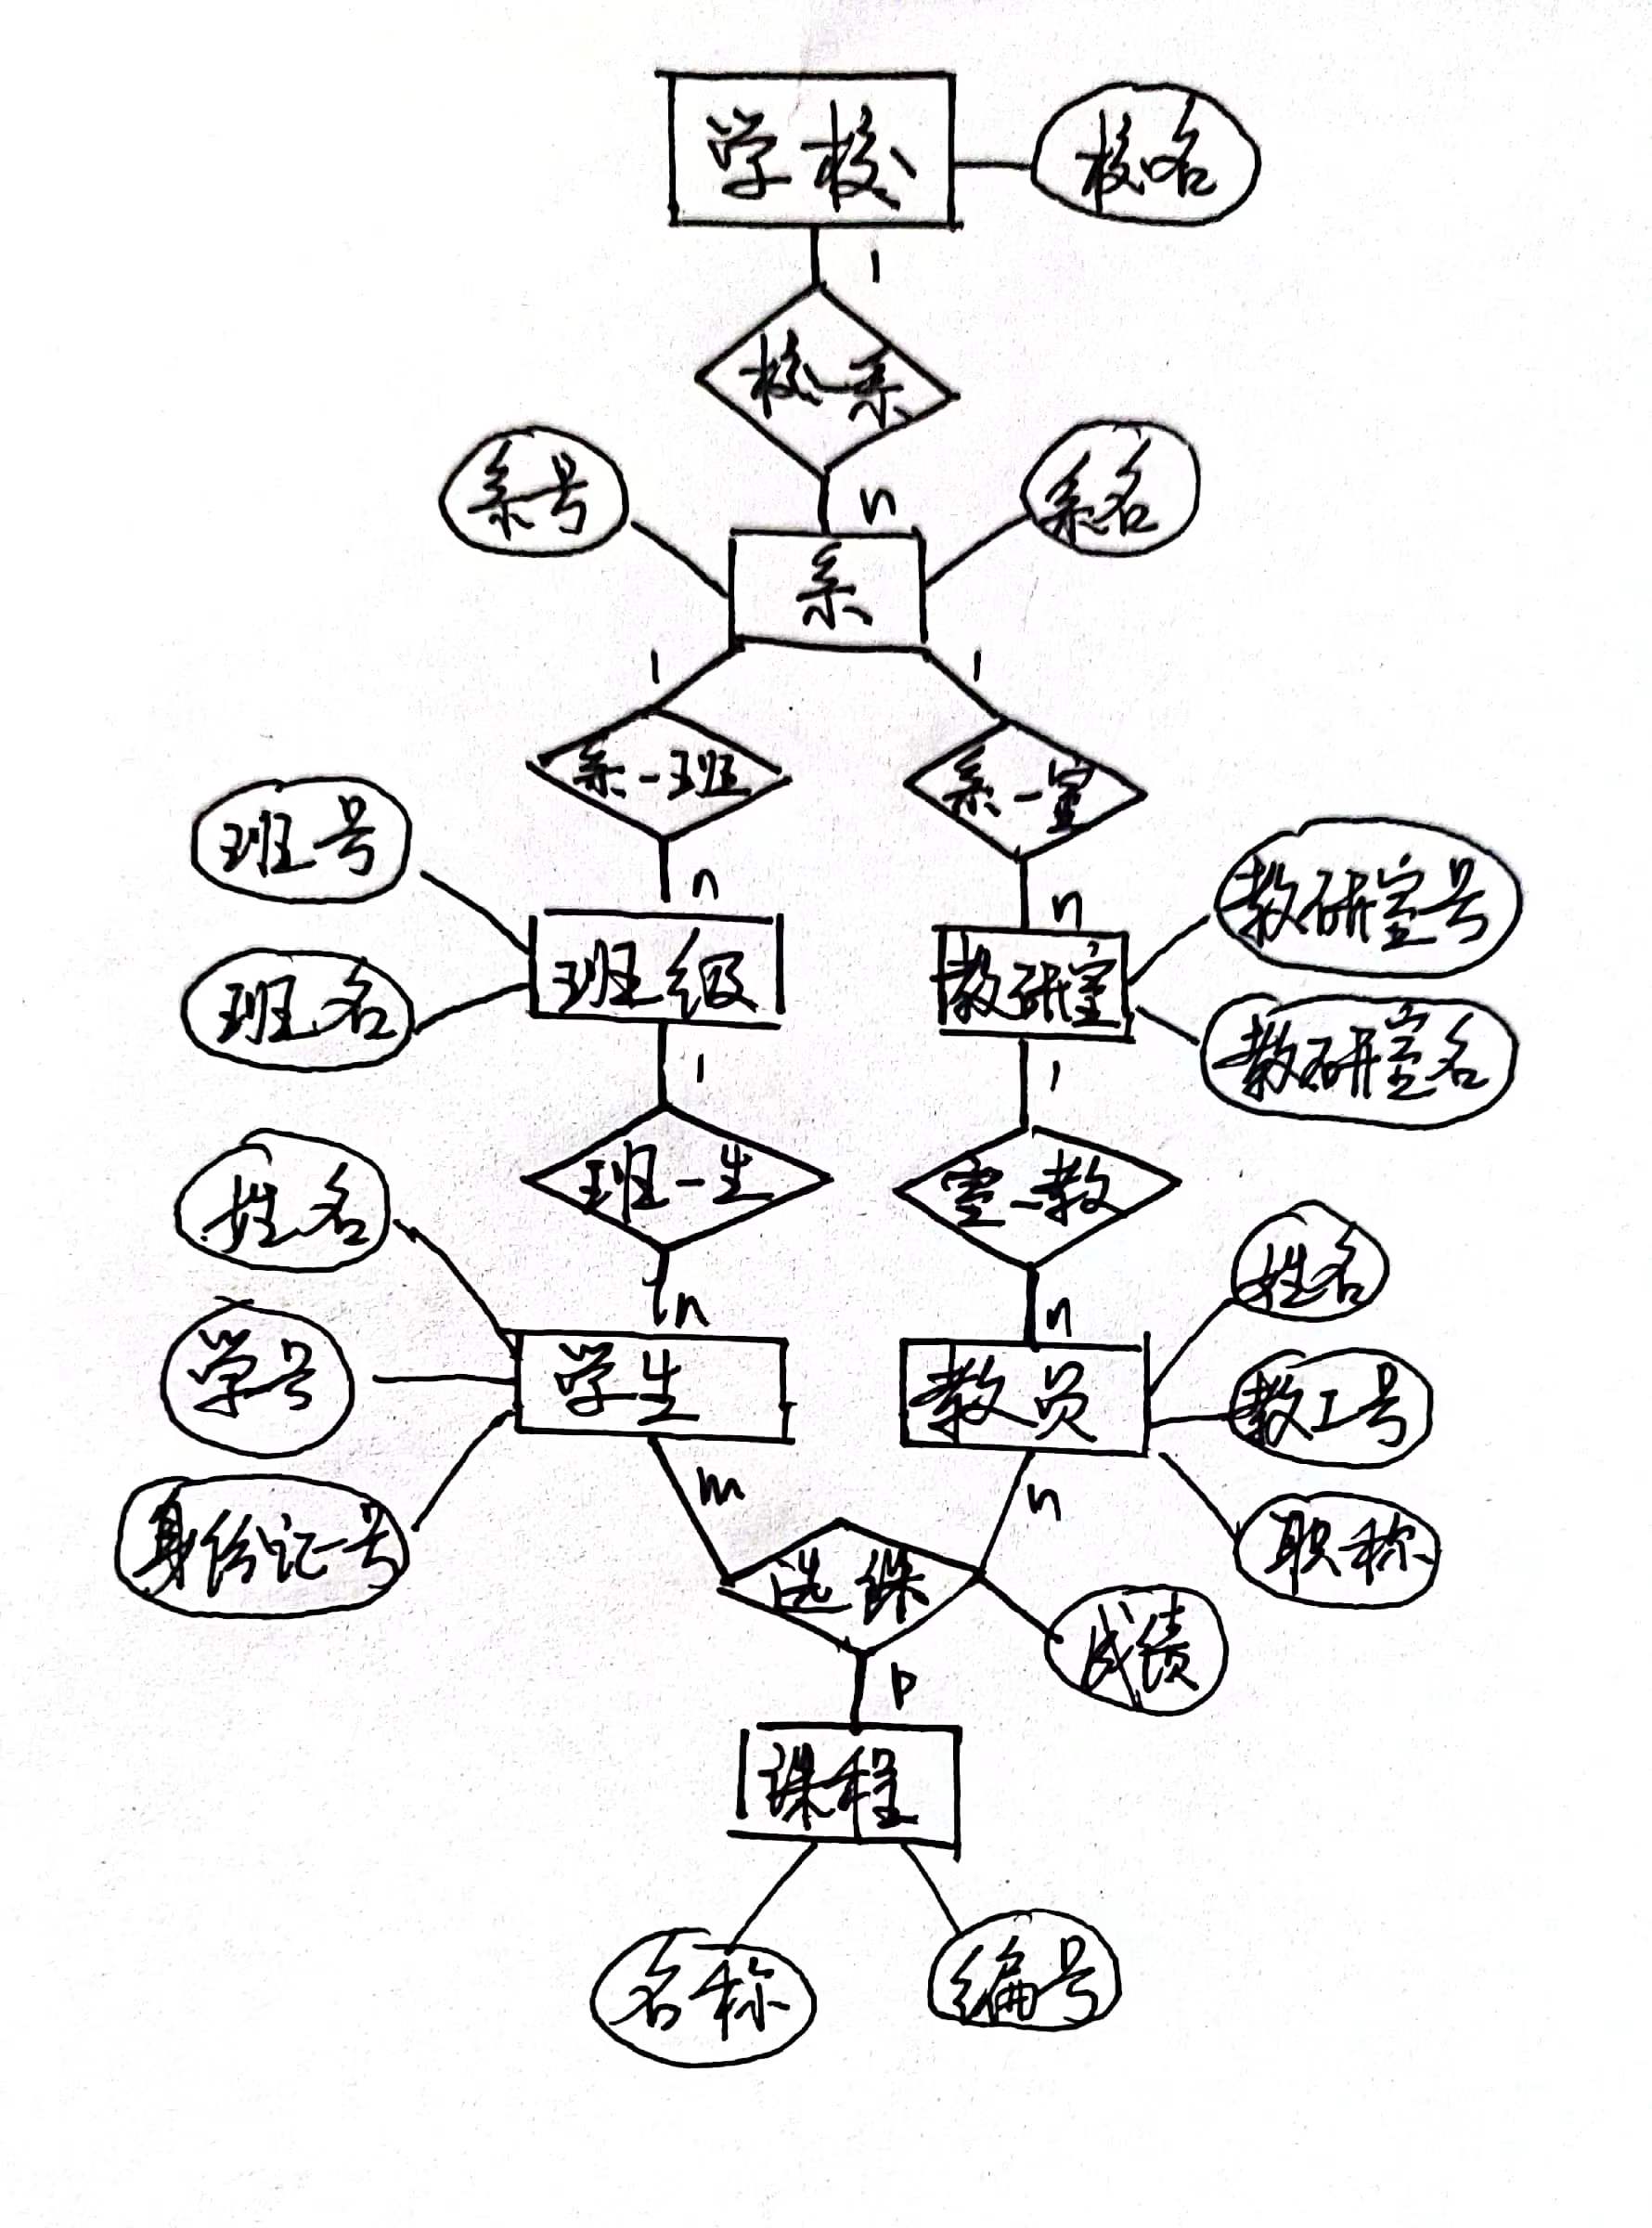 学校
校名
1
校系
n
系号
系名
系
1
1
系-班
系-室
班号
n
n
教研室号
班级
教研室
班名
教研室名
1
1
班-生
室-教
姓名
n
n
姓名
学号
学生
教员
教工号
身份证号
m
n
职称
选课
成绩
p
课程
名称
编号